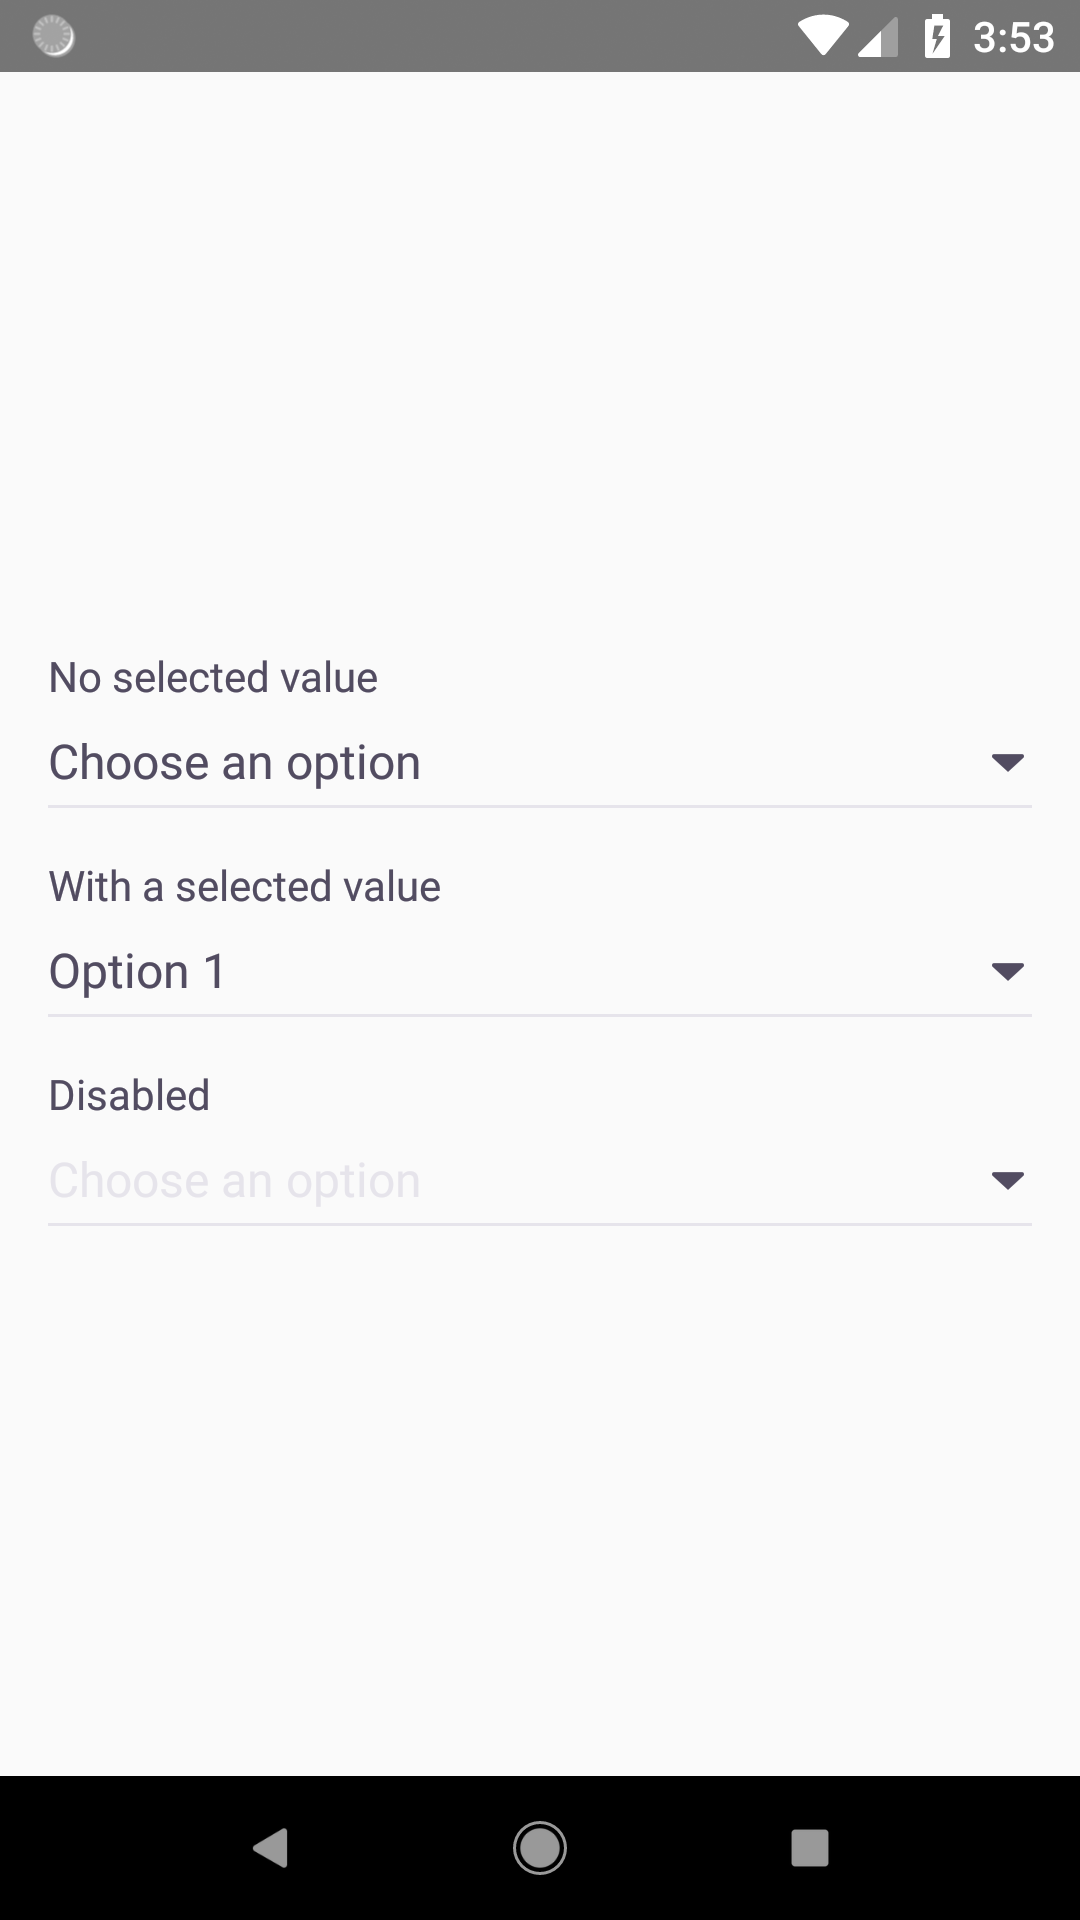 3:53
No selected value
Choose an option
With a selected value
Option 1
Disabled
Choose an option